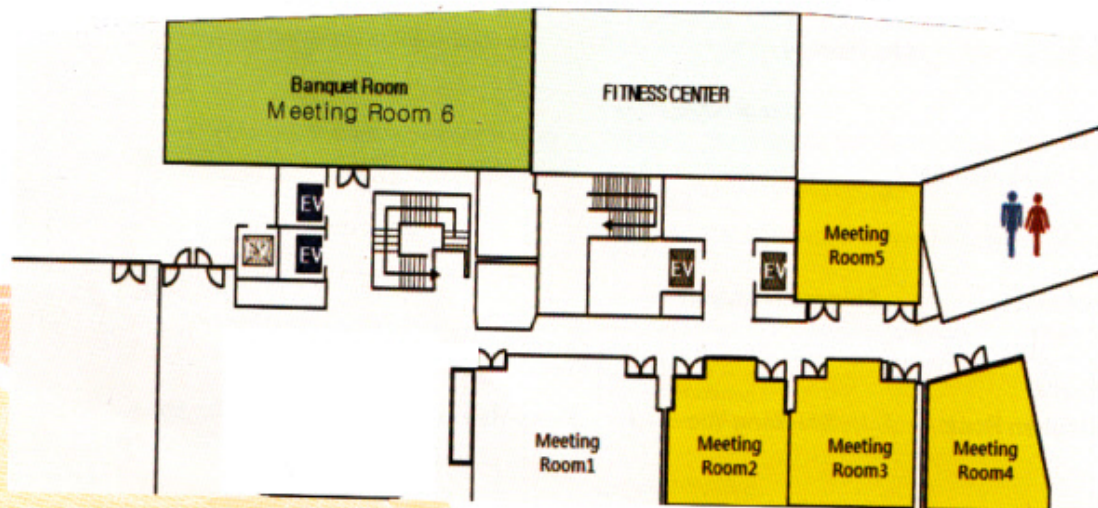 Banquet Room
Meeting Room 6
FITNESS CENTER
EV
EV
EV
EV
EV
Meeting
Room5
Meeting
Room1
Meeting
Room2
Meeting
Room3
Meeting
Room4